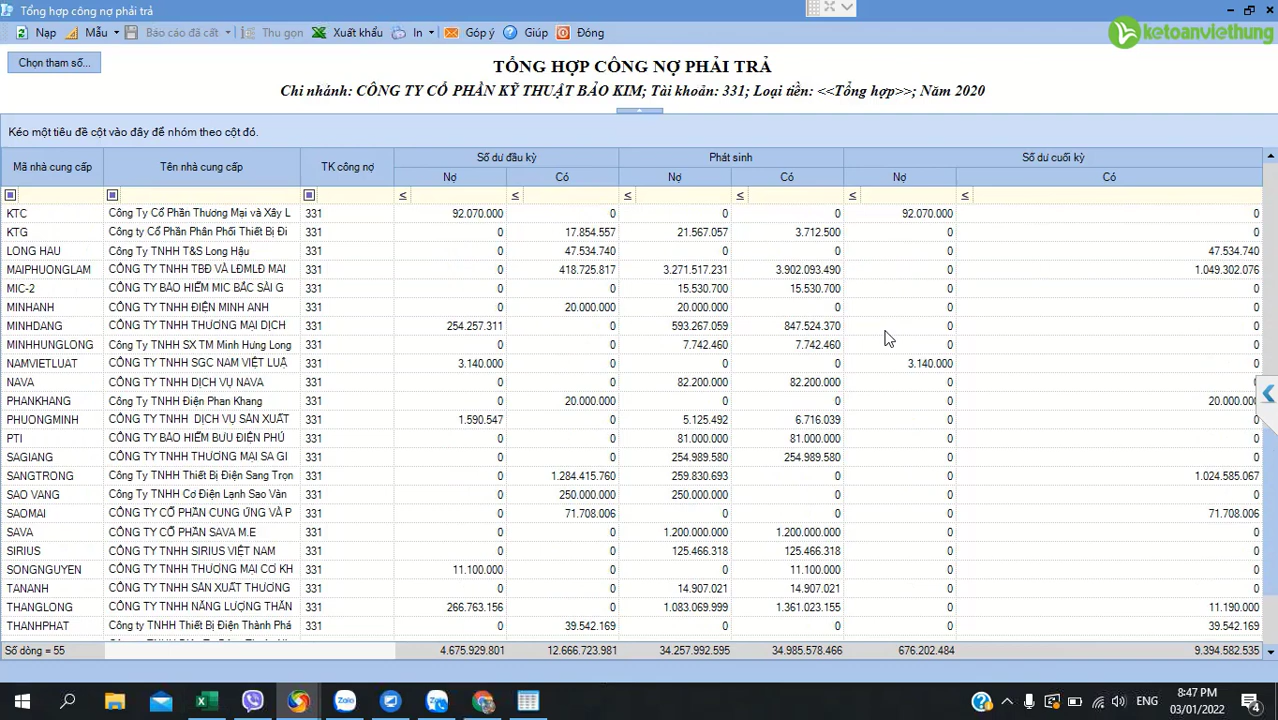 Tổng hợp công nợ phải trả
Nạp Mẫu Báo cáo đã cất Thu gọn Xuất khẩu In Góp ý Giúp Đóng
ketoanviethung
Chọn tham số...
TỔNG HỢP CÔNG NỢ PHẢI TRẢ
Chi nhánh: CÔNG TY CỔ PHẦN KỸ THUẬT BẢO KIM; Tài khoản: 331; Loại tiền: <<Tổng hợp>>; Năm 2020
Kéo một tiêu đề cột vào đây để nhóm theo cột đó.
Mã nhà cung cấp Tên nhà cung cấp TK công nợ Số dư đầu kỳ Phát sinh Số dư cuối kỳ
Nợ Có Nợ Có Nợ Có
≤ ≤ ≤ ≤ ≤ ≤
KTC Công Ty Cổ Phần Thương Mại và Xây L 331 92.070.000 0 0 0 92.070.000 0
KTG Công ty Cổ Phần Phân Phối Thiết Bị Đi 331 0 17.854.557 21.567.057 3.712.500 0 0
LONG HAU Công Ty TNHH T&S Long Hậu 331 0 47.534.740 0 0 0 47.534.740
MAIPHUONGLAM CÔNG TY TNHH TBĐ VÀ LĐMLĐ MAI 331 0 418.725.817 3.271.517.231 3.902.093.490 0 1.049.302.076
MIC-2 CÔNG TY BẢO HIỂM MIC BẮC SÀI G 331 0 0 15.530.700 15.530.700 0 0
MINHANH CÔNG TY TNHH ĐIỆN MINH ANH 331 0 20.000.000 20.000.000 0 0 0
MINHDANG CÔNG TY TNHH THƯƠNG MẠI DỊCH 331 254.257.311 0 593.267.059 847.524.370 0 0
MINHHUNGLONG Công Ty TNHH SX TM Minh Hưng Long 331 0 0 7.742.460 7.742.460 0 0
NAMVIETLUAT CÔNG TY TNHH SGC NAM VIỆT LUẬ 331 3.140.000 0 0 0 3.140.000 0
NAVA CÔNG TY TNHH DỊCH VỤ NAVA 331 0 0 82.200.000 82.200.000 0 0
PHANKHANG Công Ty TNHH Điện Phan Khang 331 0 20.000.000 0 0 0 20.000.000
PHUONGMINH CÔNG TY TNHH DỊCH VỤ SẢN XUẤT 331 1.590.547 0 5.125.492 6.716.039 0 0
PTI CÔNG TY BẢO HIỂM BƯU ĐIỆN PHÚ 331 0 0 81.000.000 81.000.000 0 0
SAGIANG CÔNG TY TNHH THƯƠNG MẠI SA GI 331 0 0 254.989.580 254.989.580 0 0
SANGTRONG Công Ty TNHH Thiết Bị Điện Sang Trọn 331 0 1.284.415.760 259.830.693 0 0 1.024.585.067
SAO VANG Công Ty TNHH Cơ Điện Lạnh Sao Vàn 331 0 250.000.000 250.000.000 0 0 0
SAOMAI CÔNG TY CỔ PHẦN CUNG ỨNG VÀ P 331 0 71.708.006 0 0 0 71.708.006
SAVA CÔNG TY CỔ PHẦN SAVA M.E 331 0 0 1.200.000.000 1.200.000.000 0 0
SIRIUS CÔNG TY TNHH SIRIUS VIỆT NAM 331 0 0 125.466.318 125.466.318 0 0
SONGNGUYEN CÔNG TY TNHH THƯƠNG MẠI CƠ KH 331 11.100.000 0 0 11.100.000 0 0
TANANH CÔNG TY TNHH SẢN XUẤT THƯƠNG 331 0 0 14.907.021 14.907.021 0 0
THANGLONG CÔNG TY TNHH NĂNG LƯỢNG THĂN 331 266.763.156 0 1.083.069.999 1.361.023.155 0 11.190.000
THANHPHAT Công ty TNHH Thiết Bị Điện Thành Phá 331 0 39.542.169 0 0 0 39.542.169
Số dòng = 55 4.675.929.801 12.666.723.981 34.257.992.595 34.985.578.466 676.202.484 9.394.582.535
ENG 8:47 PM
03/01/2022
4